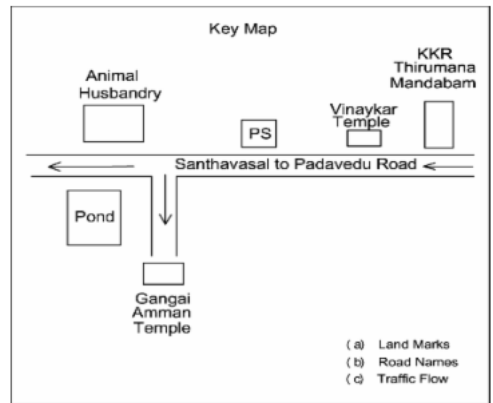 Key Map
KKR
Thirumana
Mandabam
Animal
Husbandry
Vinaykar
Temple
PS
Santhavasal to Padavedu Road
Pond
Gangai
Amman
Temple
(a) Land Marks
(b) Road Names
(c) Traffic Flow